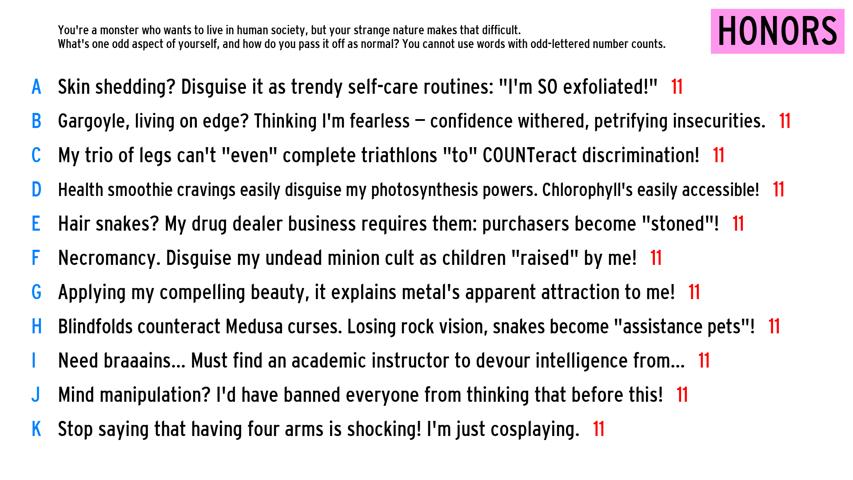 You're a monster who wants to live in human society, but your strange nature makes that difficult.
What's one odd aspect of yourself, and how do you pass it off as normal? You cannot use words with odd-lettered number counts.
HONORS
A Skin shedding? Disguise it as trendy self-care routines: "I'm SO exfoliated!" 11
B Gargoyle, living on edge? Thinking I'm fearless – confidence withered, petrifying insecurities. 11
C My trio of legs can't "even" complete triathlons "to" COUNTeract discrimination! 11
D Health smoothie cravings easily disguise my photosynthesis powers. Chlorophyll's easily accessible! 11
E Hair snakes? My drug dealer business requires them: purchasers become "stoned"! 11
F Necromancy. Disguise my undead minion cult as children "raised" by me! 11
G Applying my compelling beauty, it explains metal's apparent attraction to me! 11
H Blindfolds counteract Medusa curses. Losing rock vision, snakes become "assistance pets"! 11
I Need braaains... Must find an academic instructor to devour intelligence from... 11
J Mind manipulation? I'd have banned everyone from thinking that before this! 11
K Stop saying that having four arms is shocking! I'm just cosplaying. 11